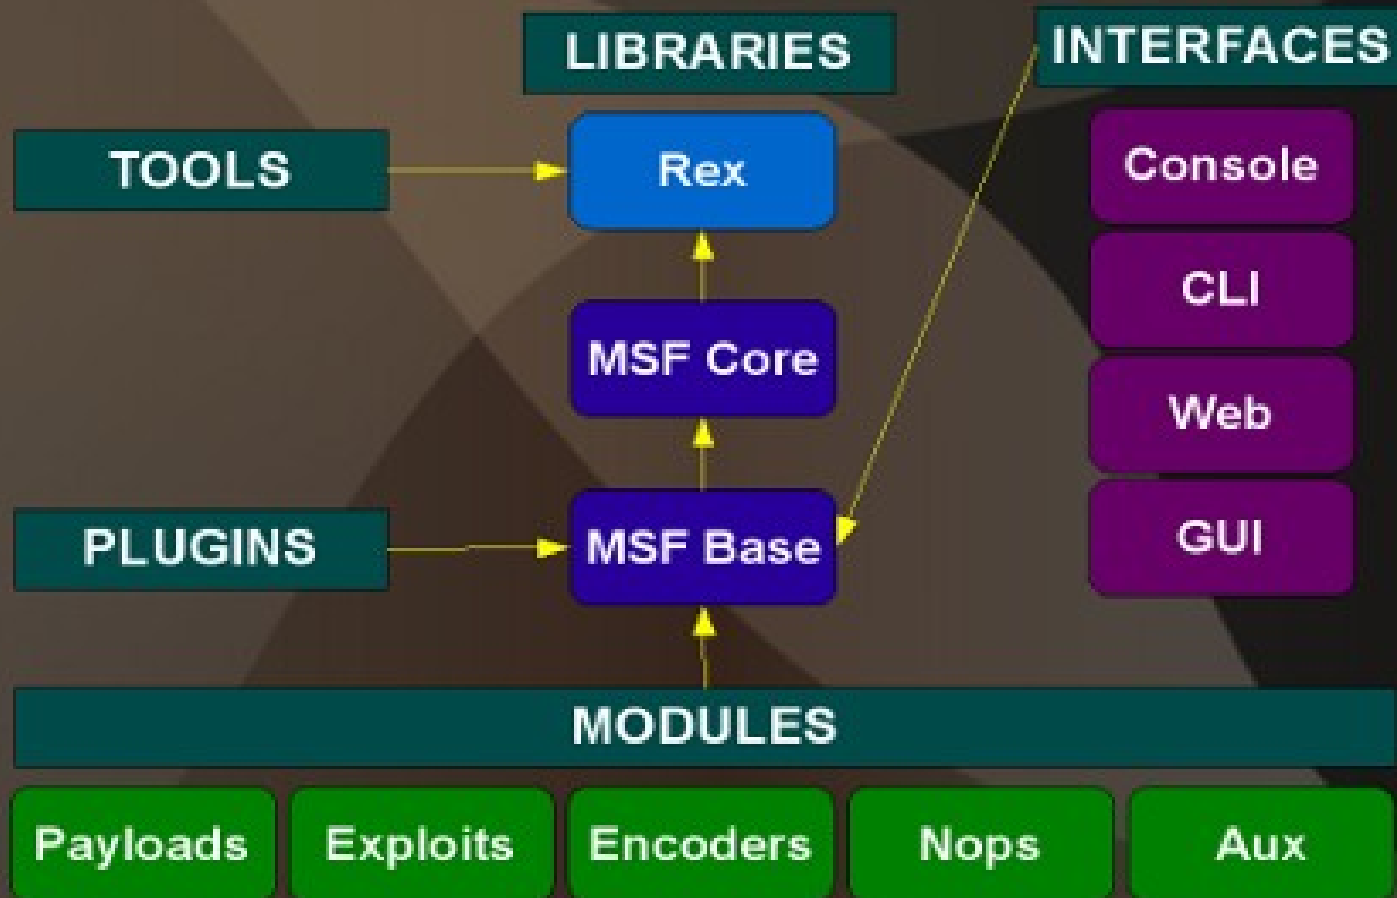 LIBRARIES
INTERFACES
TOOLS
Rex
Console
CLI
MSF Core
Web
PLUGINS
MSF Base
GUI
MODULES
Payloads
Exploits
Encoders
Nops
Aux